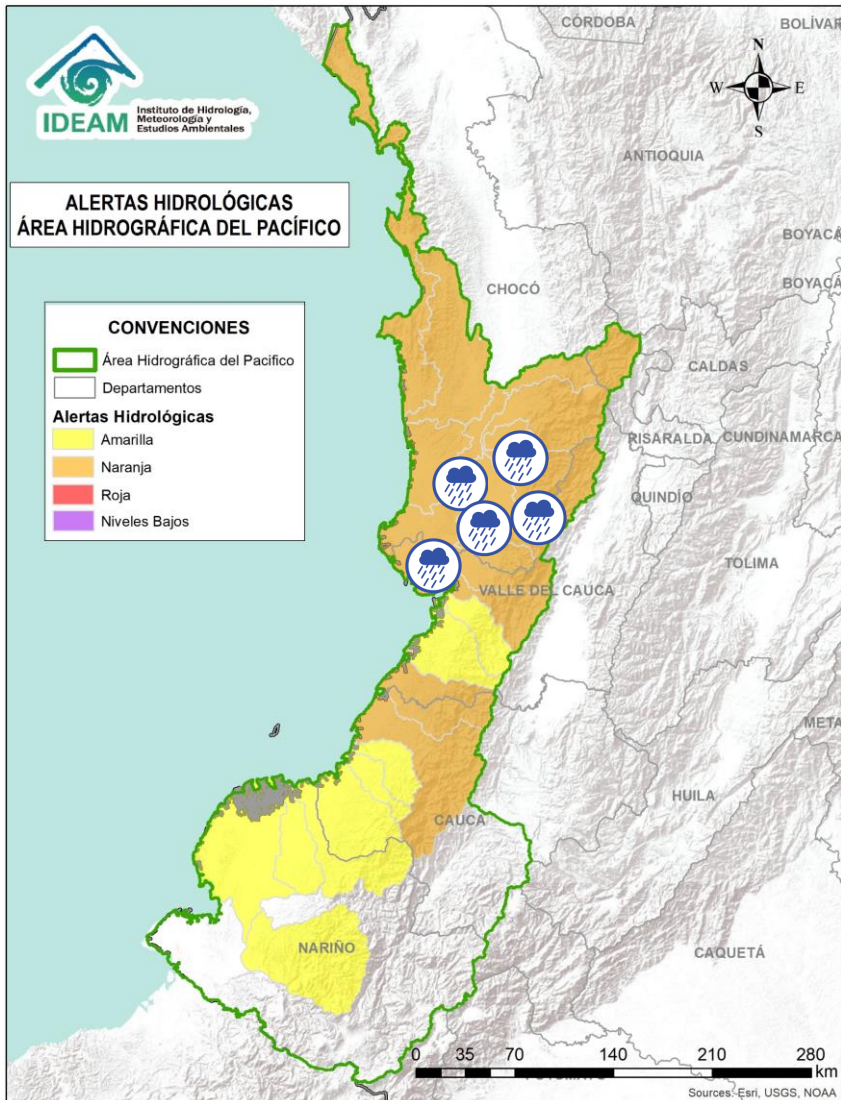 CÓRDOBA
BOLÍVAR
N
W
E
S
IDEAM
Instituto de Hidrología,
Meteorología y
Estudios Ambientales
ANTIOQUIA
ALERTAS HIDROLÓGICAS
ÁREA HIDROGRÁFICA DEL PACÍFICO
BOYACÁ
BOYACÁ
CHOCÓ
CONVENCIONES
Área Hidrográfica del Pacifico
Departamentos
Alertas Hidrológicas
Amarilla
Naranja
Roja
Niveles Bajos
CALDAS
RISARALDA
CUNDINAMARCA
QUINDÍO
TOLIMA
VALLE DEL CAUCA
META
HUILA
CAUCA
NARIÑO
CAQUETÁ
0 35 70 140 210 280
km
Sources: Esri, USGS, NOAA